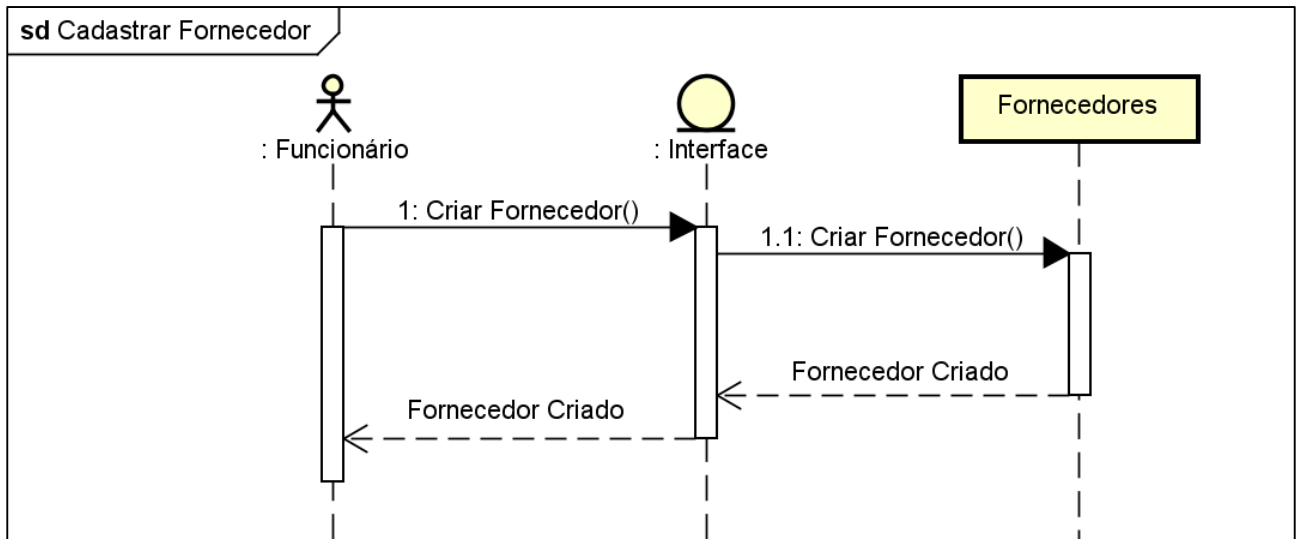 sd Cadastrar Fornecedor
Fornecedores
: Funcionário
: Interface
1: Criar Fornecedor()
1.1: Criar Fornecedor()
Fornecedor Criado
Fornecedor Criado